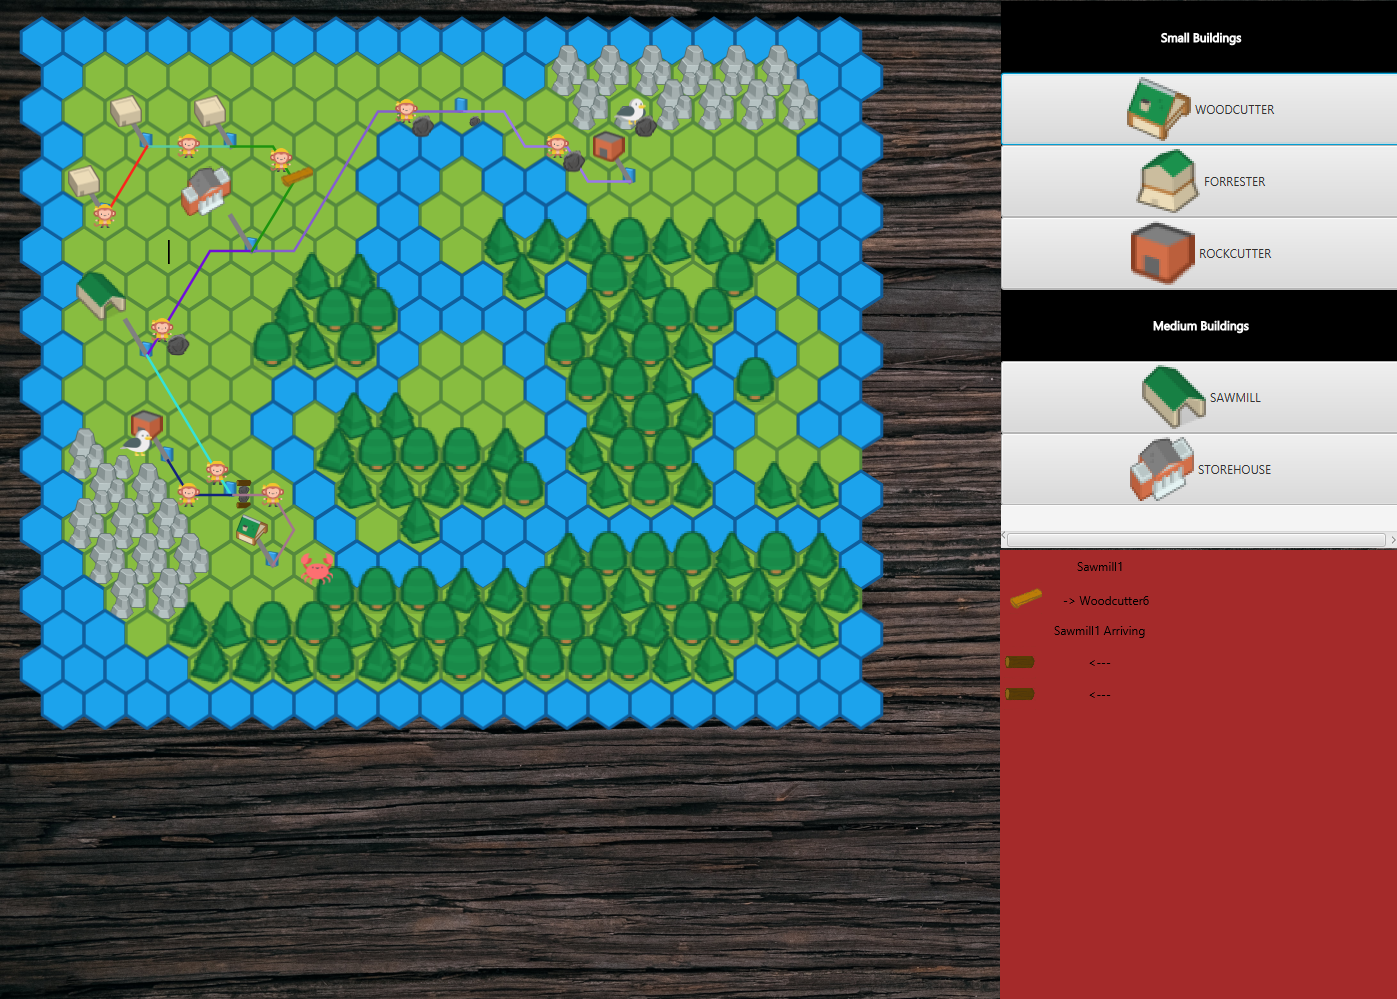 Small Buildings
WOODCUTTER
FORRESTER
ROCKCUTTER
Medium Buildings
SAWMILL
STOREHOUSE
Sawmill1
-> Woodcutter6
Sawmill1 Arriving
<---
<---